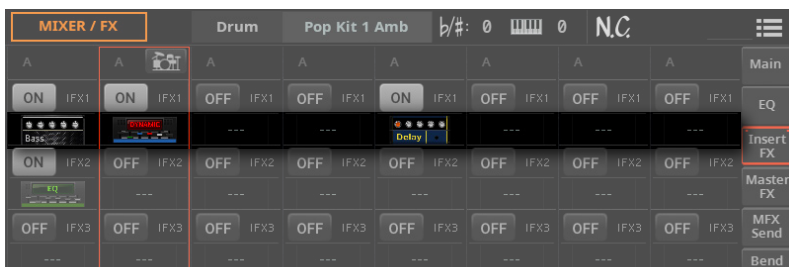 MIXER / FX Drum Pop Kit 1 Amb ♭/#: 0 0 N.C.
A A A A A A A Main
ON IFX1 ON IFX1 OFF IFX1 OFF IFX1 ON IFX1 OFF IFX1 OFF IFX1 OFF IFX1 EQ
Bass --- --- Delay --- --- --- Insert FX
ON IFX2 OFF IFX2 OFF IFX2 OFF IFX2 OFF IFX2 OFF IFX2 OFF IFX2 OFF IFX2
EQ --- --- --- --- --- --- --- Master FX
OFF IFX3 OFF IFX3 OFF IFX3 OFF IFX3 OFF IFX3 OFF IFX3 OFF IFX3 OFF IFX3 MFX Send
--- --- --- --- --- --- --- --- Bend